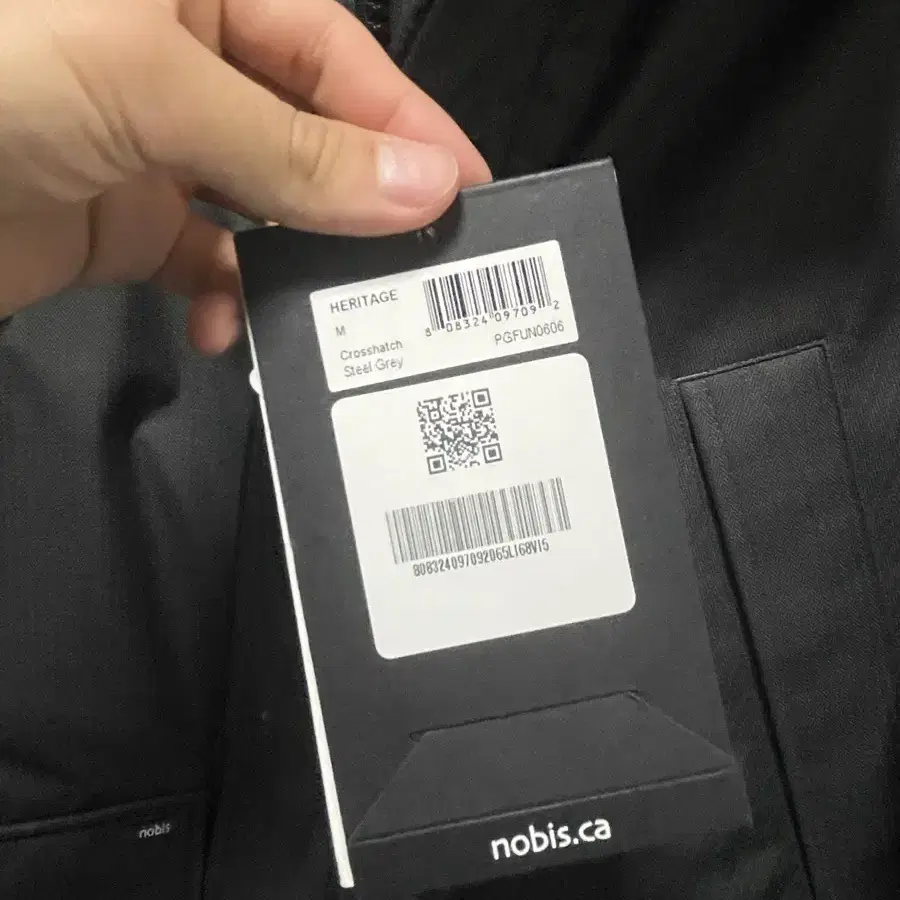 HERITAGE
M
Crosshatch
Steel Grey
8 08324 09709 2
PGFUN0606
808324097092065LI68VI5
nobis.ca
nobis